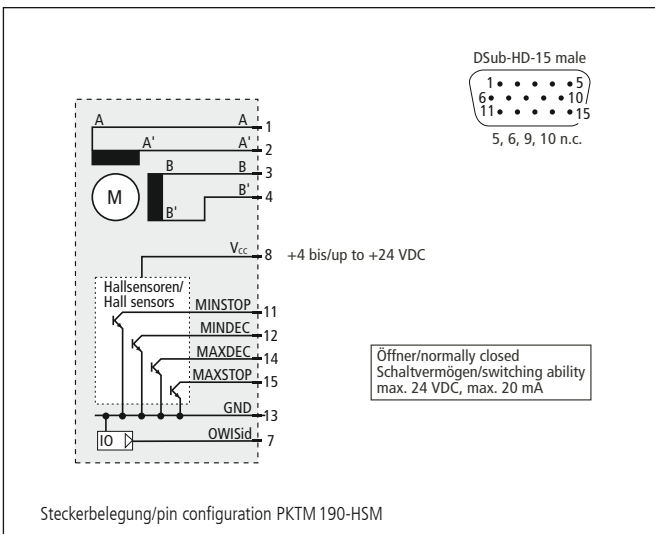 DSub-HD-15 male
1 5
6 10
11 15
5, 6, 9, 10 n.c.
A A 1
A' A' 2
B B 3
M
B' B' 4
Vcc 8 +4 bis/up to +24 VDC
Hallsensoren/
Hall sensors
MINSTOP 11
MINDEC 12
MAXDEC 14
MAXSTOP 15
Öffner/normally closed
Schaltvermögen/switching ability
max. 24 VDC, max. 20 mA
GND 13
IO OWISid 7
Steckerbelegung/pin configuration PKTM 190-HSM